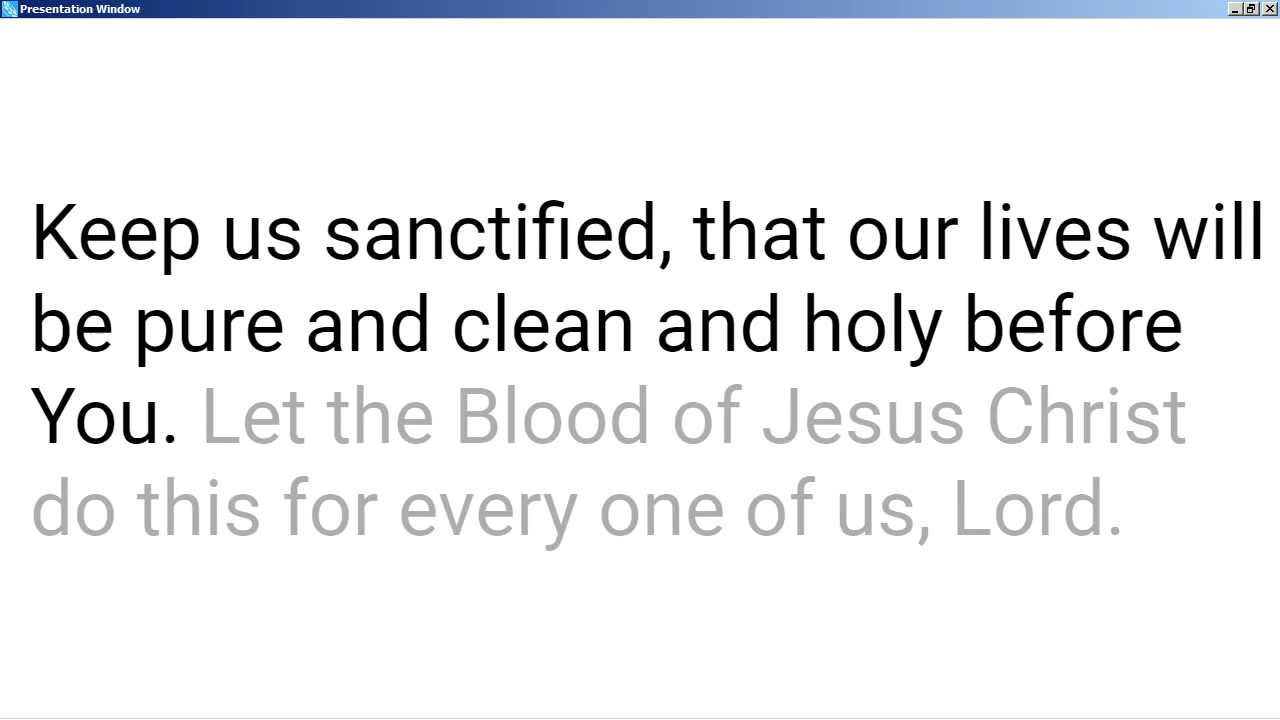 Presentation Window
Keep us sanctified, that our lives will
be pure and clean and holy before
You. Let the Blood of Jesus Christ
do this for every one of us, Lord.